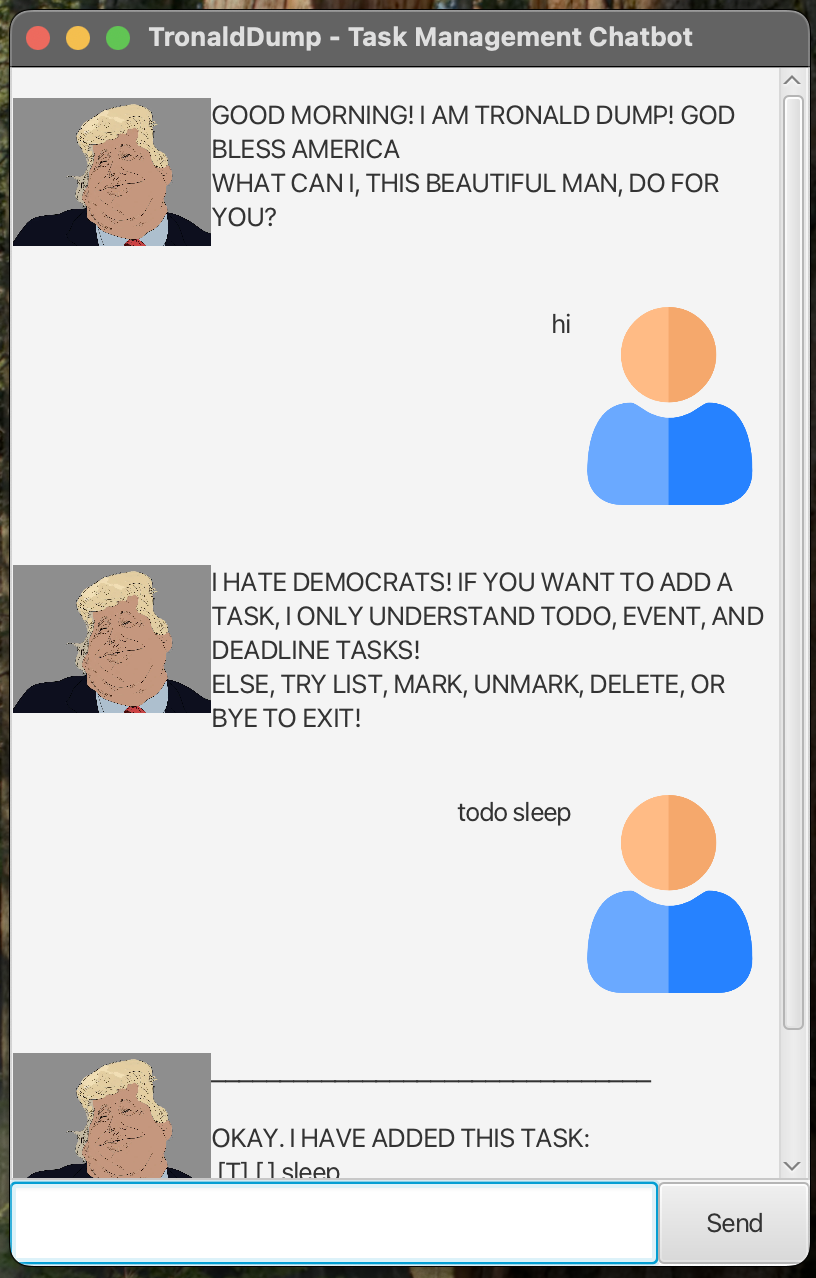 TronaldDump - Task Management Chatbot
GOOD MORNING! I AM TRONALD DUMP! GOD
BLESS AMERICA
WHAT CAN I, THIS BEAUTIFUL MAN, DO FOR
YOU?
hi
I HATE DEMOCRATS! IF YOU WANT TO ADD A
TASK, I ONLY UNDERSTAND TODO, EVENT, AND
DEADLINE TASKS!
ELSE, TRY LIST, MARK, UNMARK, DELETE, OR
BYE TO EXIT!
todo sleep
OKAY. I HAVE ADDED THIS TASK:
[T] [ ] sleep
Send